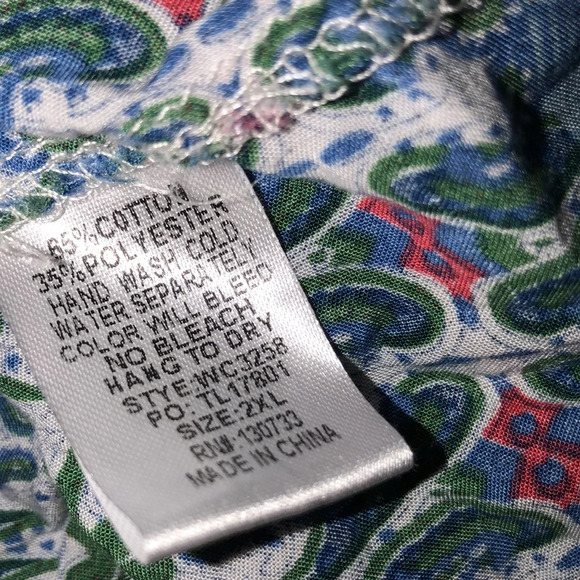 65% COTTON
35% POLYESTER
HAND WASH COLD
WATER SEPARATELY
COLOR WILL BLEED
NO BLEACH
HANG TO DRY
STYE: WC3258
PO: TL17801
SIZE: 2XL
RN#: 130733
MADE IN CHINA